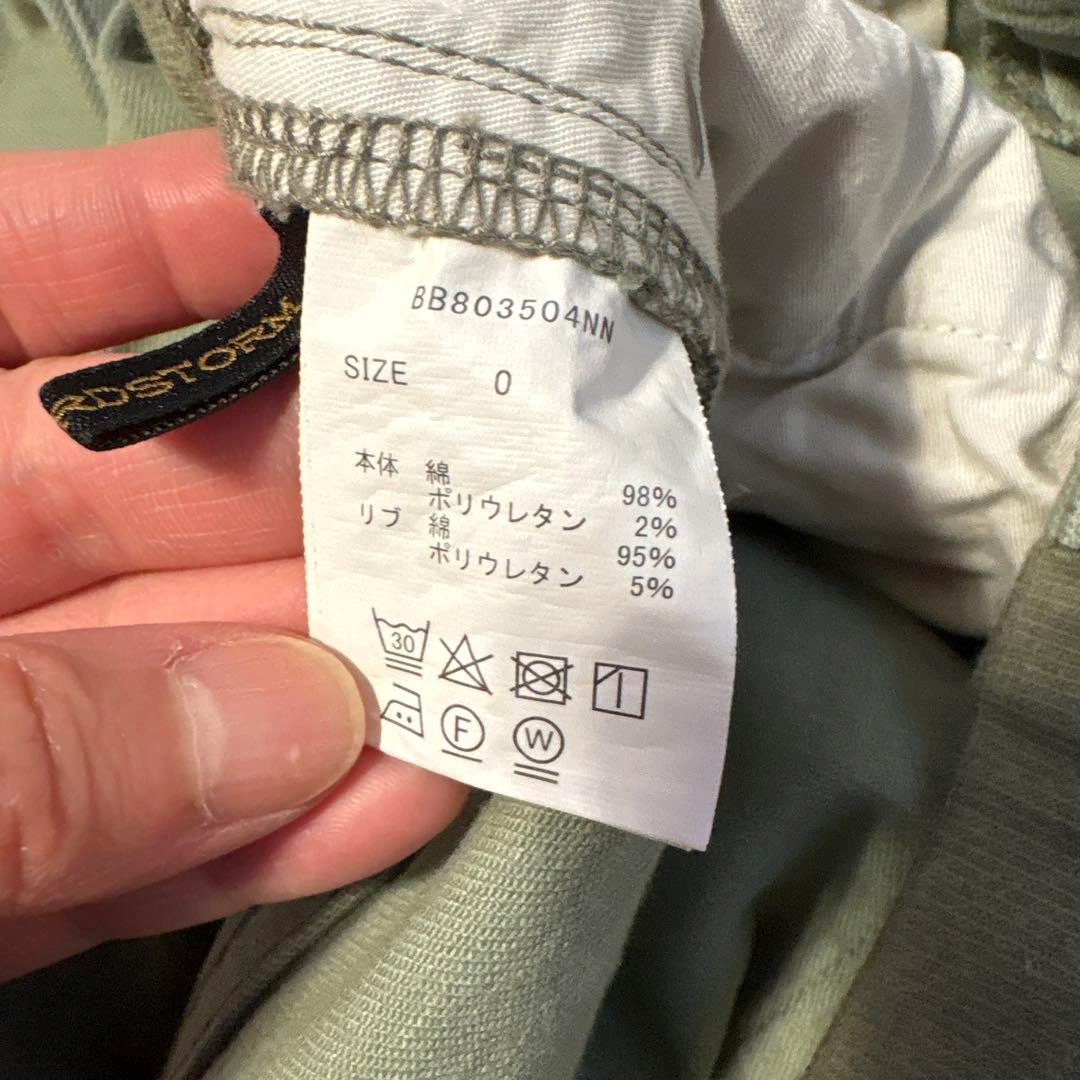 BB803504NN
RDSTORM
SIZE 0
本体 綿 98%
ポリウレタン 2%
リブ 綿 95%
ポリウレタン 5%
30
F W